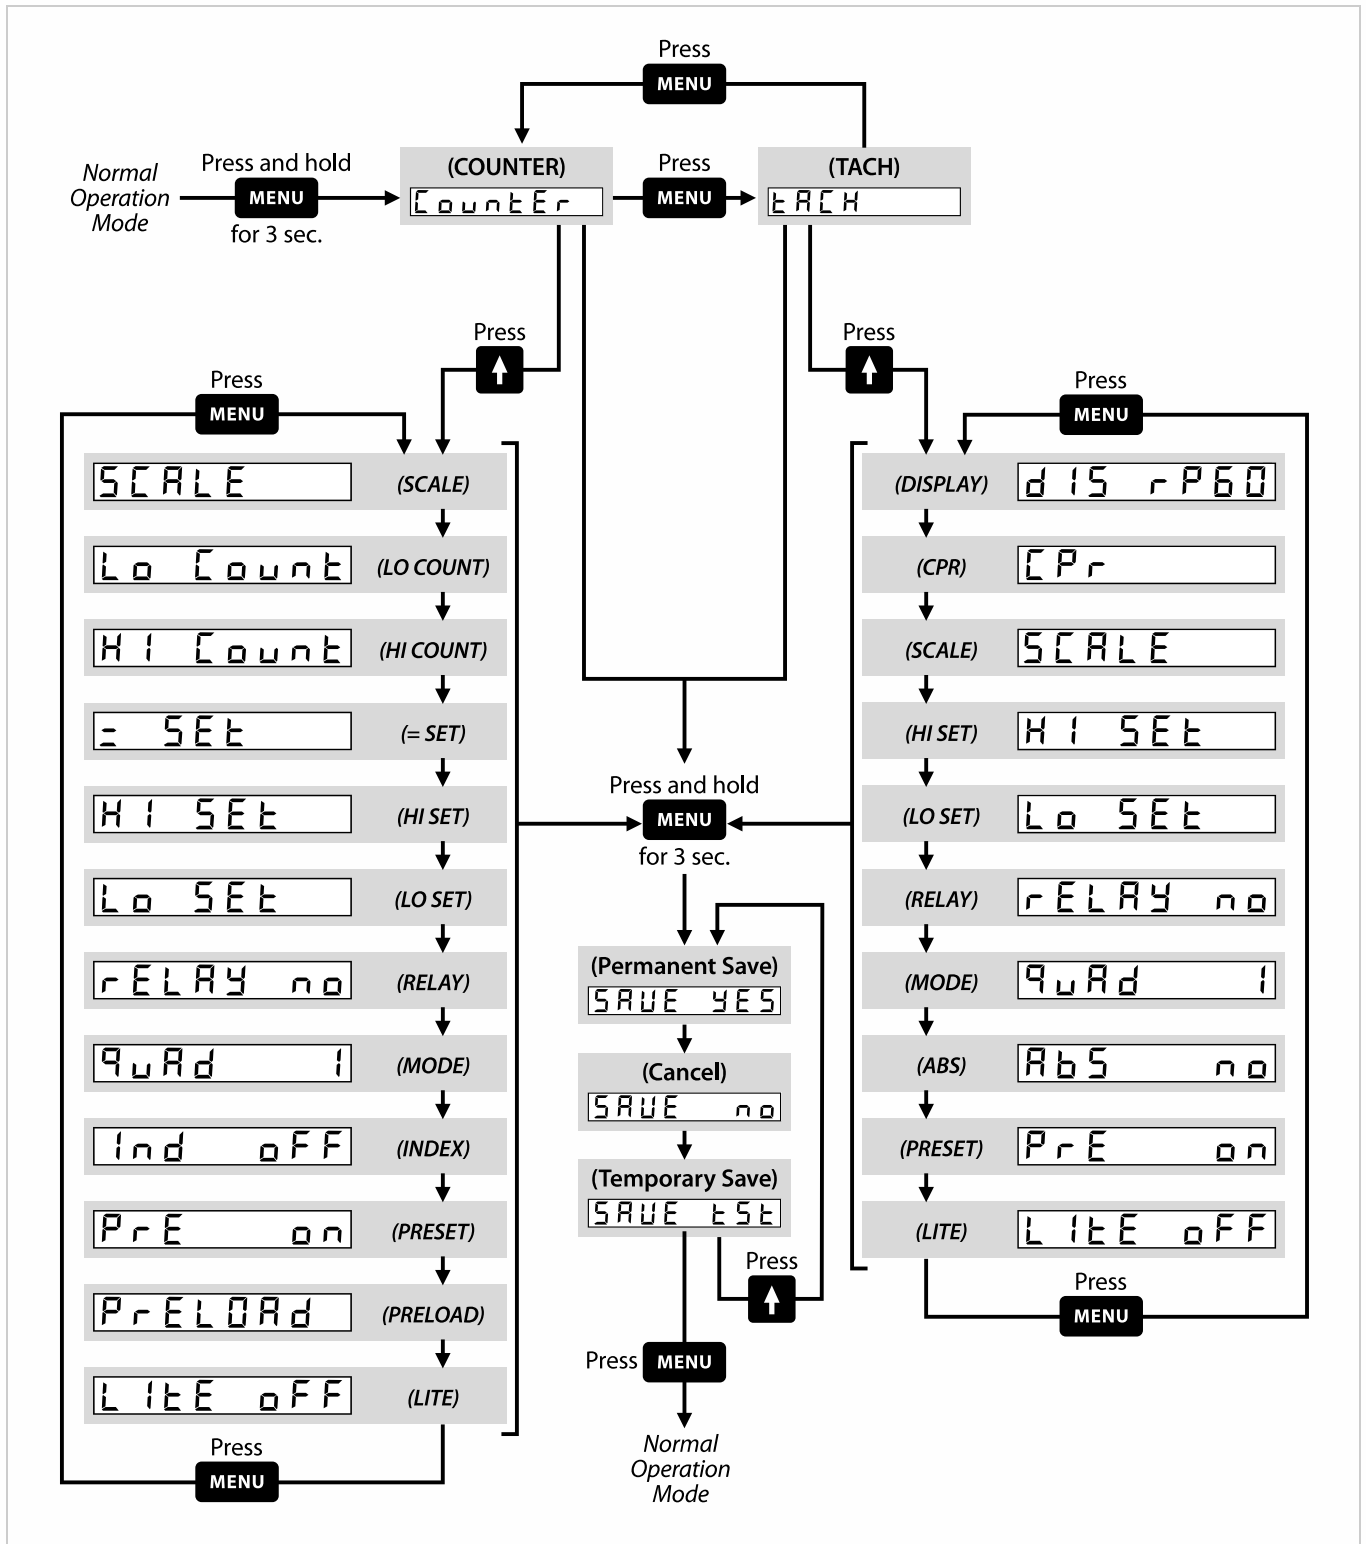 Press
MENU
Normal
Operation
Mode
Press and hold
MENU
for 3 sec.
(COUNTER)
CountEr
Press
MENU
(TACH)
tACH
Press
↑
Press
↑
Press
MENU
SCALE (SCALE)
Lo Count (LO COUNT)
HI Count (HI COUNT)
= SEt (= SET)
HI SEt (HI SET)
Lo SEt (LO SET)
rELAY no (RELAY)
quAd 1 (MODE)
Ind oFF (INDEX)
PrE on (PRESET)
PrELOAd (PRELOAD)
LItE oFF (LITE)
Press
MENU
Press and hold
MENU
for 3 sec.
(Permanent Save)
SAVE YES
(Cancel)
SAVE no
(Temporary Save)
SAVE tSt
Press
↑
Press MENU
Normal
Operation
Mode
Press
MENU
(DISPLAY) dIS rP60
(CPR) CPr
(SCALE) SCALE
(HI SET) HI SEt
(LO SET) Lo SEt
(RELAY) rELAY no
(MODE) quAd 1
(ABS) AbS no
(PRESET) PrE on
(LITE) LItE oFF
Press
MENU